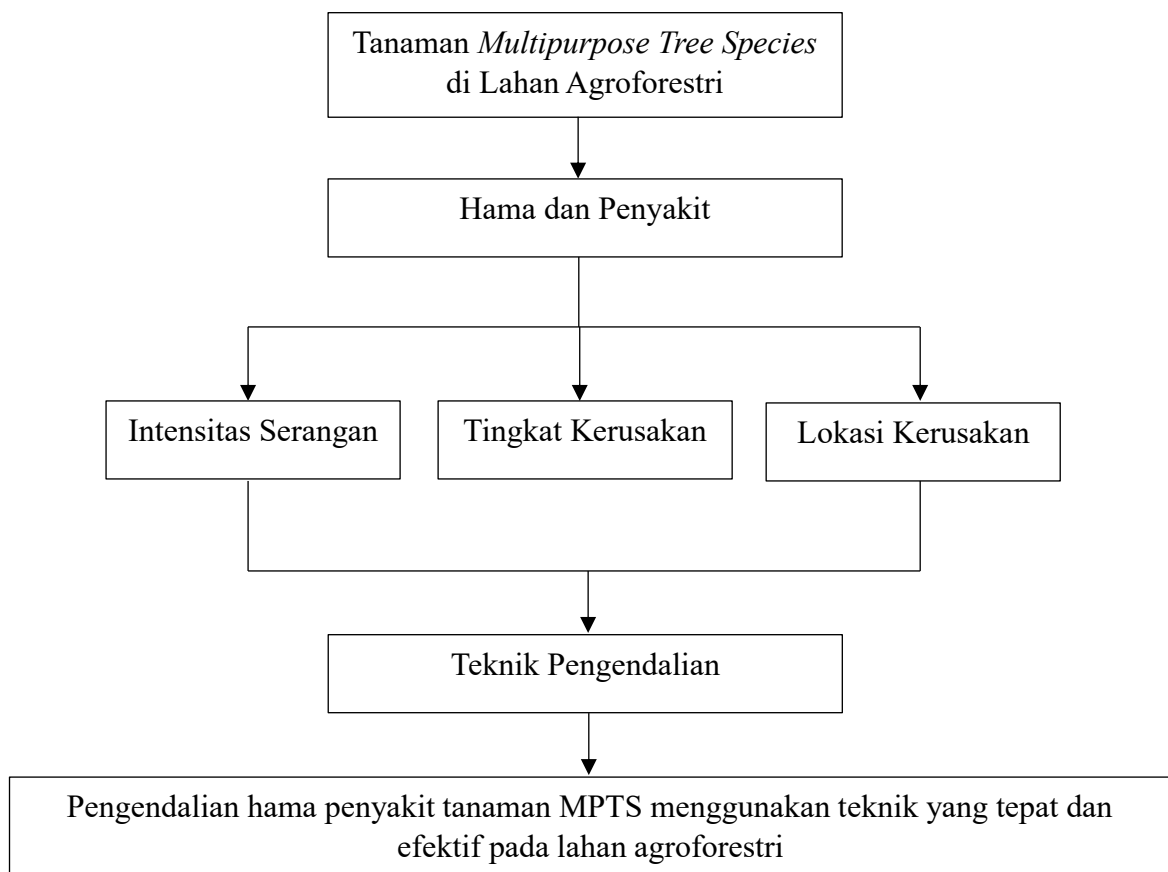 Tanaman Multipurpose Tree Species
di Lahan Agroforestri
Hama dan Penyakit
Intensitas Serangan
Tingkat Kerusakan
Lokasi Kerusakan
Teknik Pengendalian
Pengendalian hama penyakit tanaman MPTS menggunakan teknik yang tepat dan
efektif pada lahan agroforestri